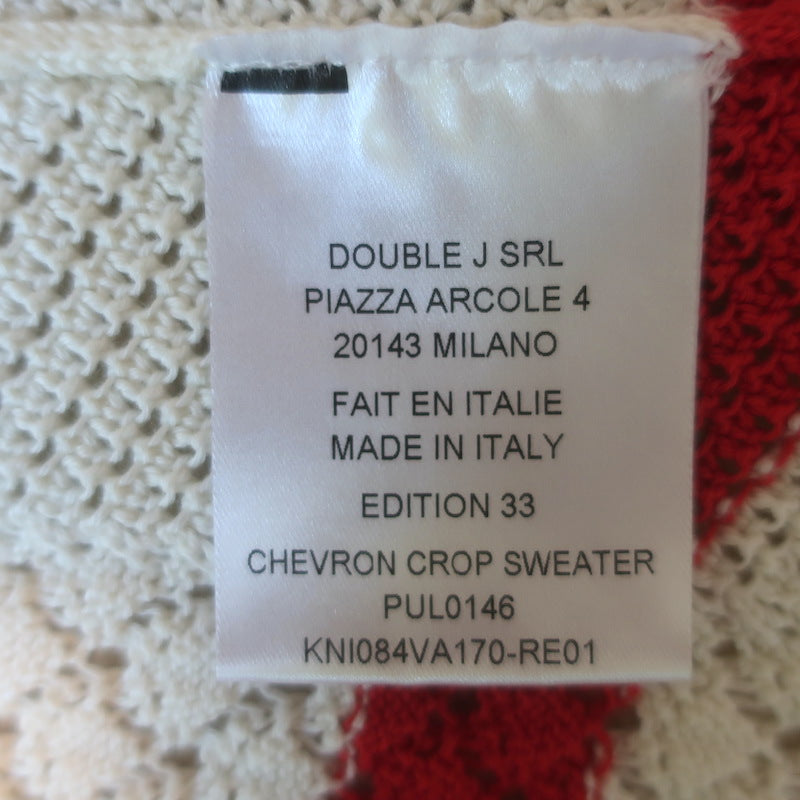 DOUBLE J SRL
PIAZZA ARCOLE 4
20143 MILANO
FAIT EN ITALIE
MADE IN ITALY
EDITION 33
CHEVRON CROP SWEATER
PUL0146
KNI084VA170-RE01